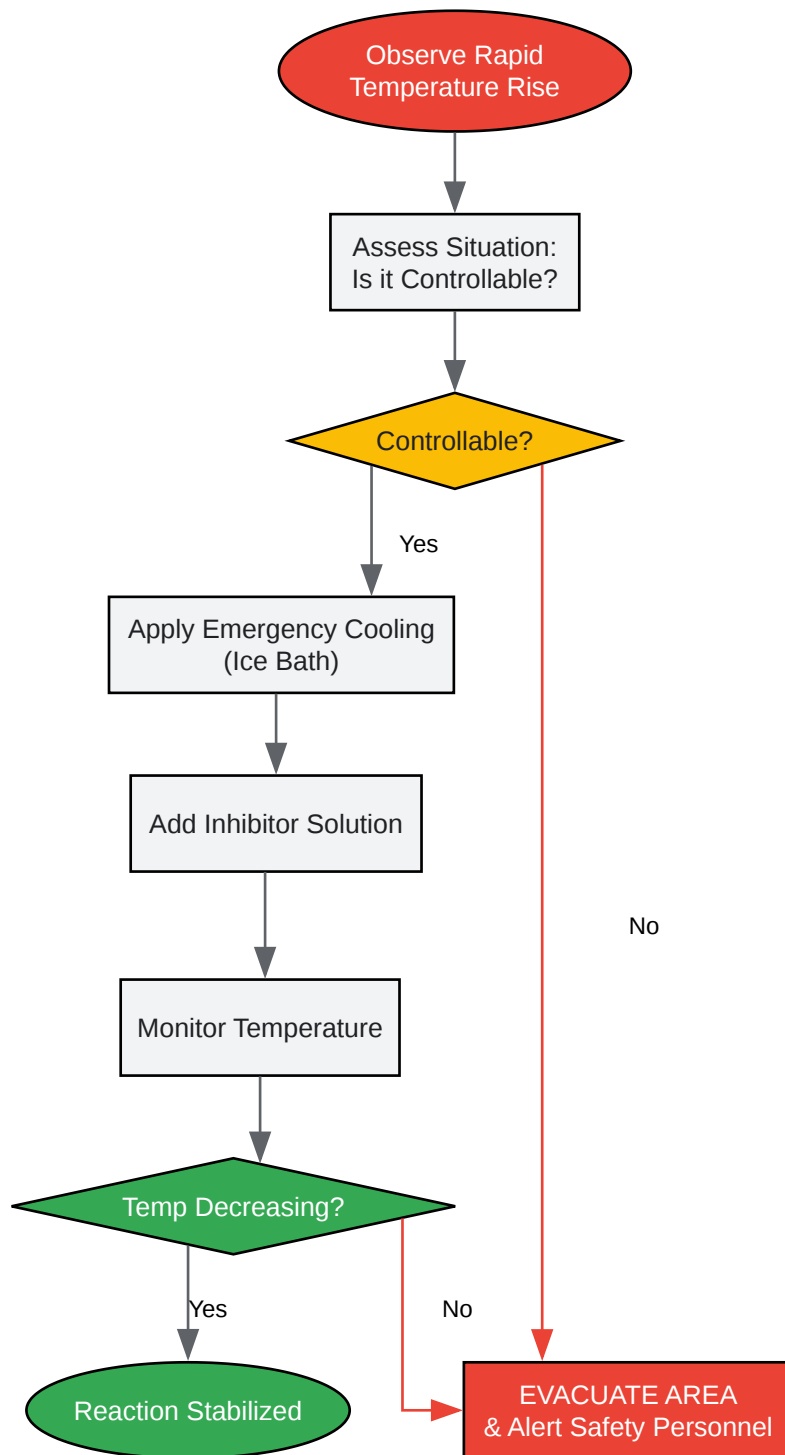 Observe Rapid
Temperature Rise
Assess Situation:
Is it Controllable?
Controllable?
Yes
Apply Emergency Cooling
(Ice Bath)
Add Inhibitor Solution
No
Monitor Temperature
Temp Decreasing?
Yes
No
Reaction Stabilized
EVACUATE AREA
& Alert Safety Personnel